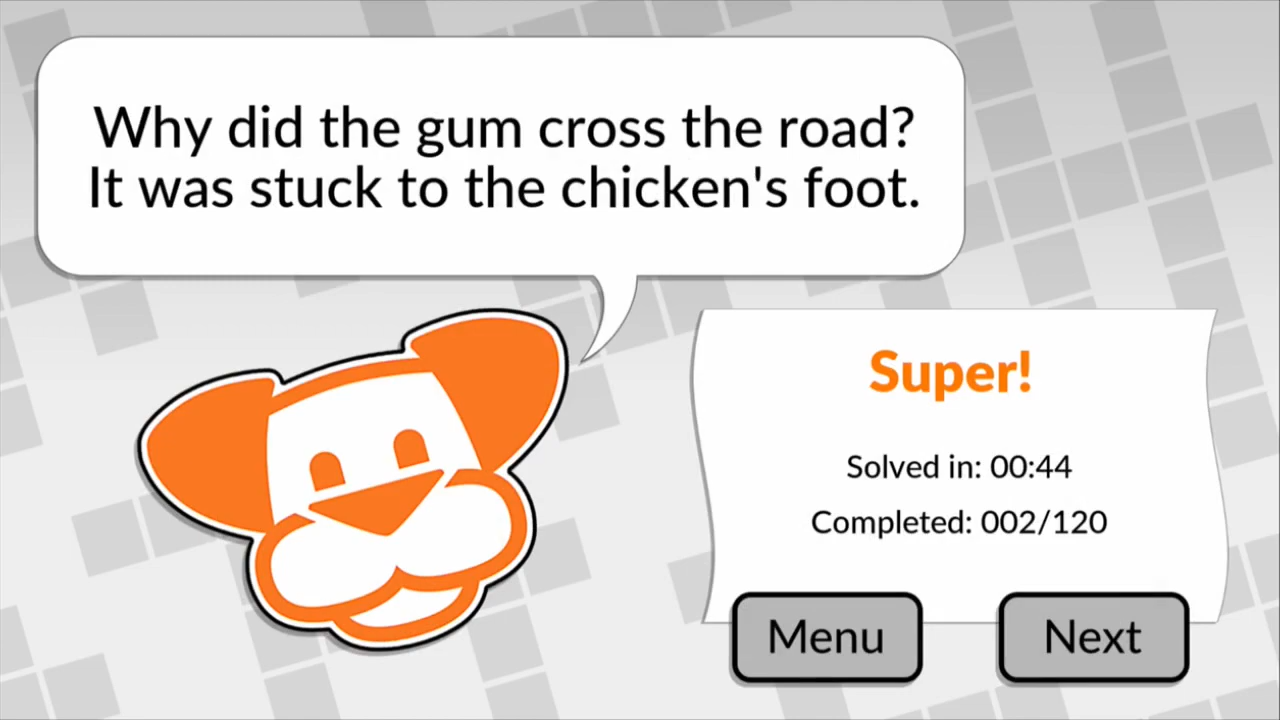 Why did the gum cross the road?
It was stuck to the chicken's foot.
Super!
Solved in: 00:44
Completed: 002/120
Menu
Next